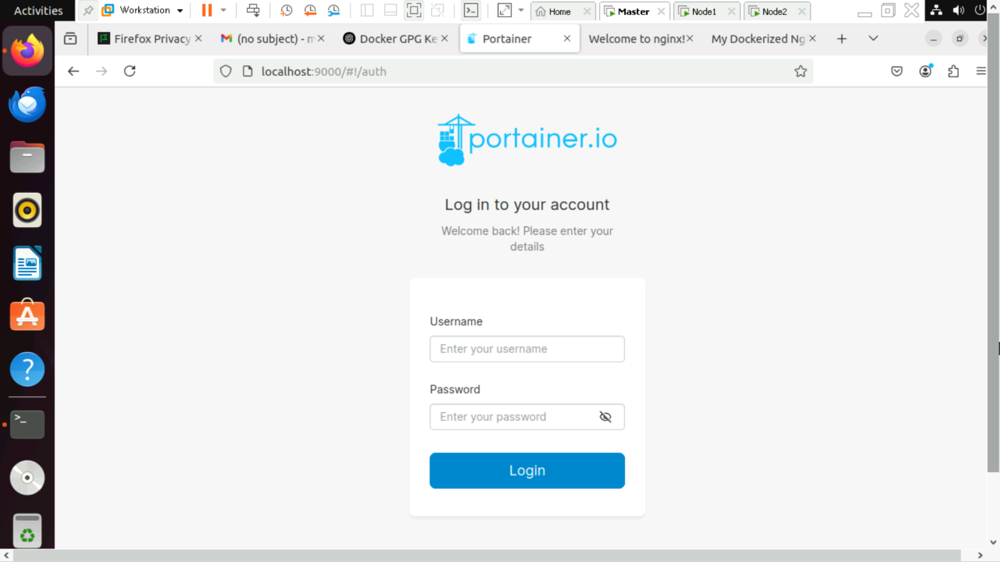 Activities
Workstation
Home
Master
Node1
Node2
Firefox Privacy
(no subject) - m
Docker GPG Ke
Portainer
Welcome to nginx!
My Dockerized Ng
localhost:9000/#!/auth
portainer.io
Log in to your account
Welcome back! Please enter your
details
Username
Enter your username
Password
Enter your password
Login